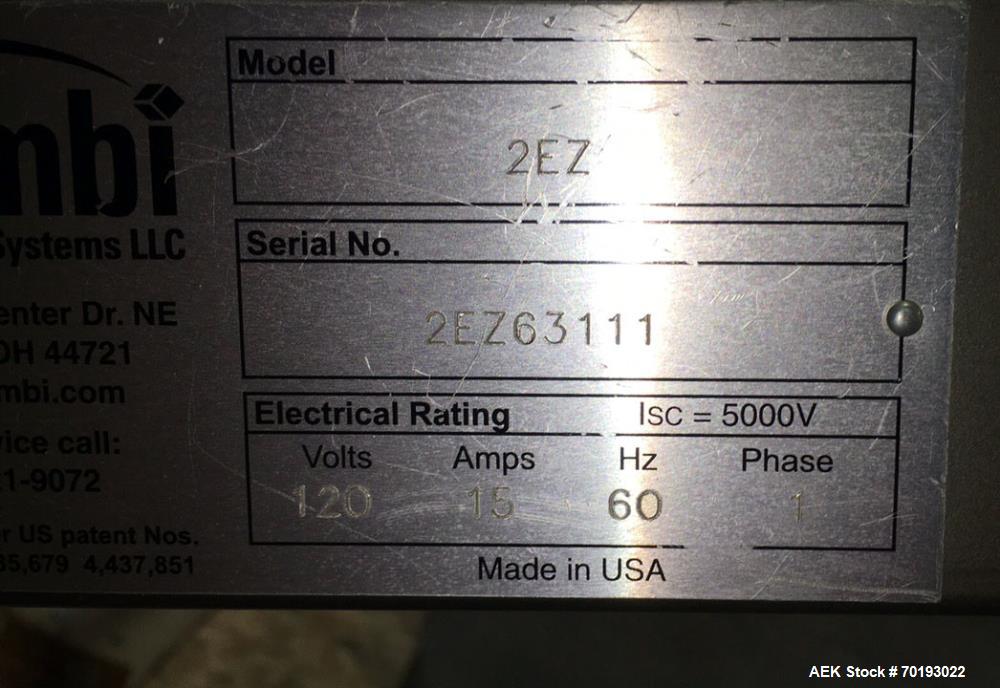 mbi
Systems LLC
enter Dr. NE
OH 44721
mbi.com
vice call:
1-9072
r US patent Nos.
35,679 4,437,851
Model
2EZ
Serial No.
2EZ63111
Electrical Rating ISC = 5000V
Volts Amps Hz Phase
120 15 60 1
Made in USA
AEK Stock # 70193022